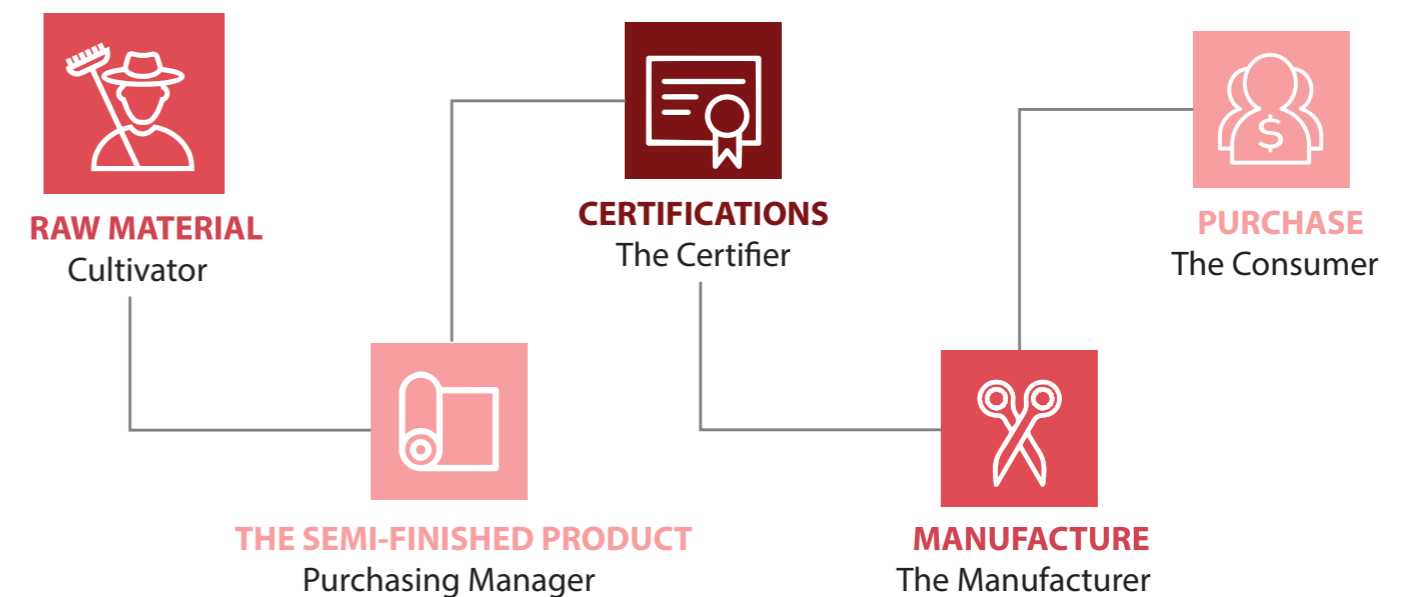 RAW MATERIAL
Cultivator
THE SEMI-FINISHED PRODUCT
Purchasing Manager
CERTIFICATIONS
The Certifier
MANUFACTURE
The Manufacturer
PURCHASE
The Consumer
$